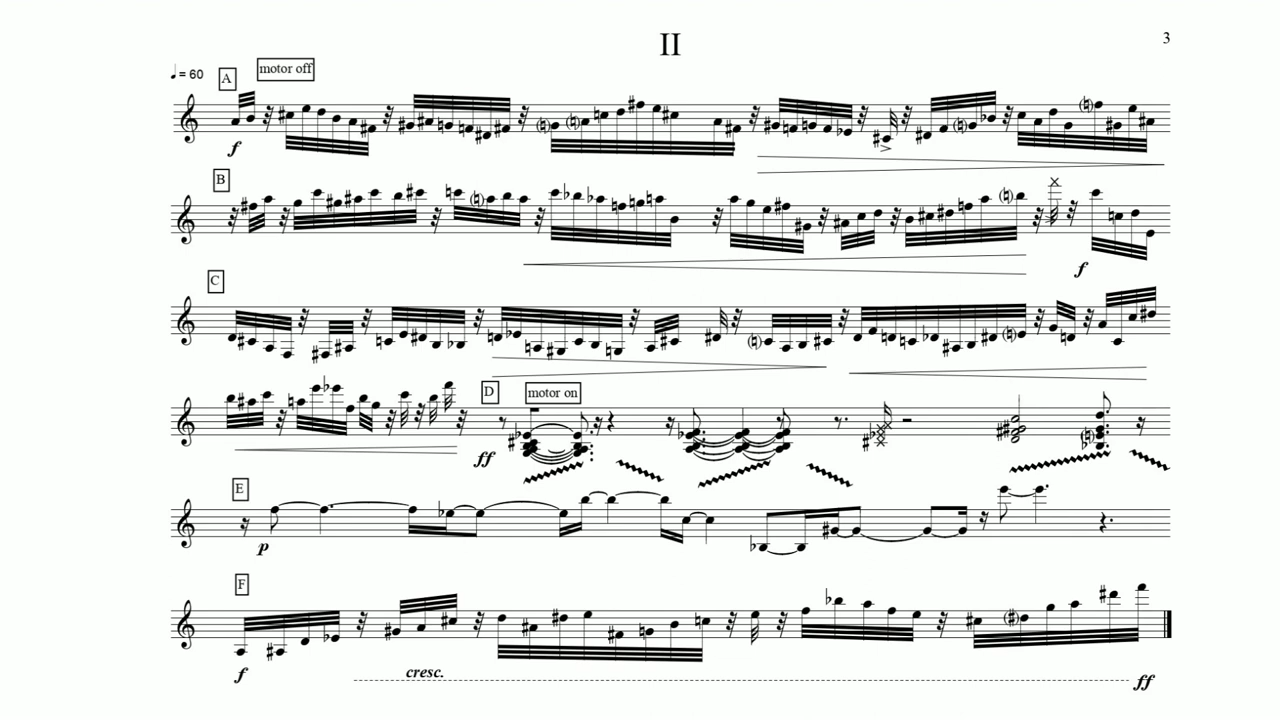 II
3
♩ = 60
A
motor off
f
B
f
C
D
motor on
ff
E
p
F
f
cresc.
ff